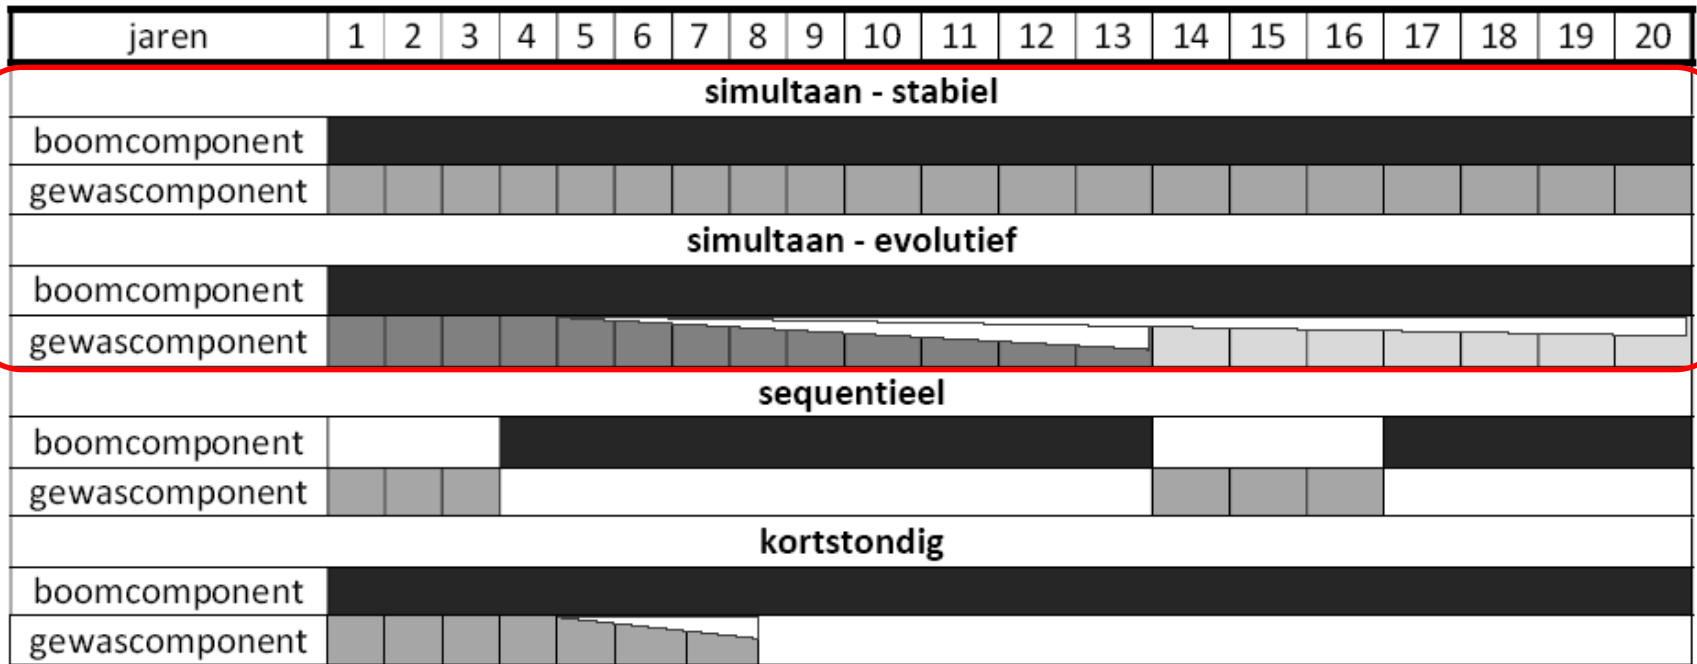 jaren 1 2 3 4 5 6 7 8 9 10 11 12 13 14 15 16 17 18 19 20
simultaan - stabiel
boomcomponent
gewascomponent
simultaan - evolutief
boomcomponent
gewascomponent
sequentieel
boomcomponent
gewascomponent
kortstondig
boomcomponent
gewascomponent